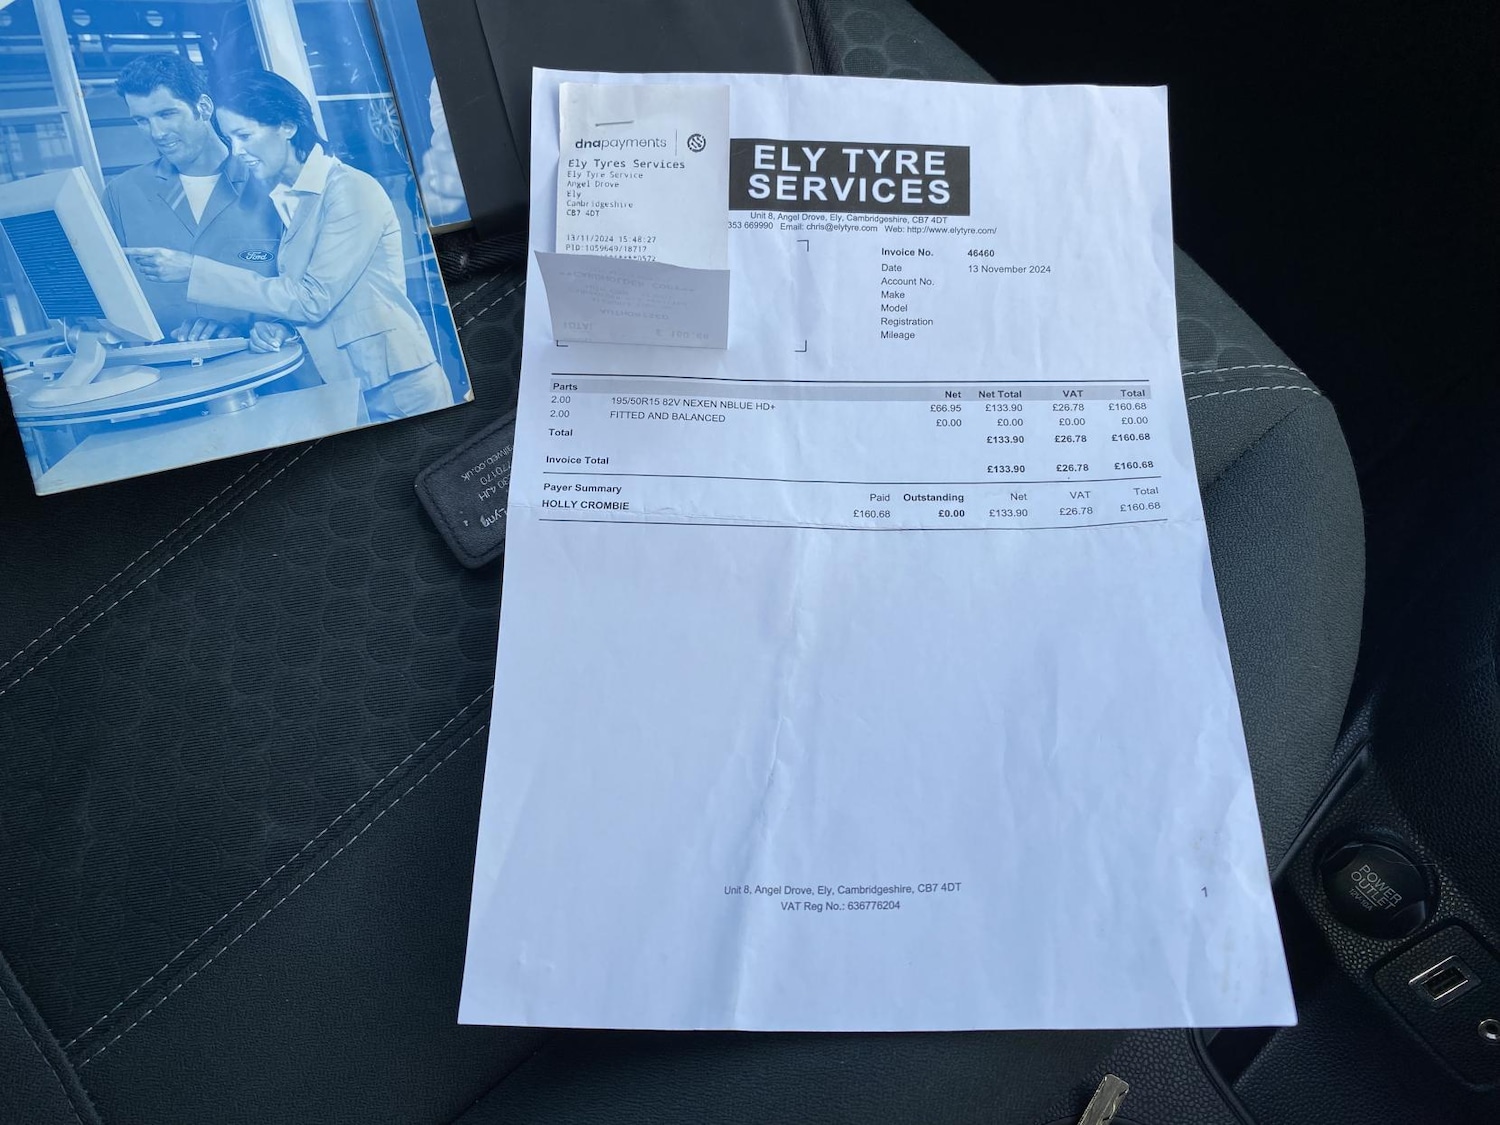 dnapayments
Ely Tyres Services
Ely Tyre Service
Angel Drove
Ely
Cambridgeshire
CB7 4DT
13/11/2024 15:48:27
PID:1059649/18717
TOTAL
ELY TYRE
SERVICES
Unit 8, Angel Drove, Ely, Cambridgeshire, CB7 4DT
353 669990 Email: chris@elytyre.com Web: http://www.elytyre.com/
Invoice No. 46460
Date 13 November 2024
Account No.
Make
Model
Registration
Mileage
Parts Net Net Total VAT Total
2.00 195/50R15 82V NEXEN NBLUE HD+ £66.95 £133.90 £26.78 £160.68
2.00 FITTED AND BALANCED £0.00 £0.00 £0.00 £0.00
Total £133.90 £26.78 £160.68
Invoice Total £133.90 £26.78 £160.68
Payer Summary Paid Outstanding Net VAT Total
HOLLY CROMBIE £160.68 £0.00 £133.90 £26.78 £160.68
Unit 8, Angel Drove, Ely, Cambridgeshire, CB7 4DT
VAT Reg No.: 636776204
1
Ford
POWER
OUTLET